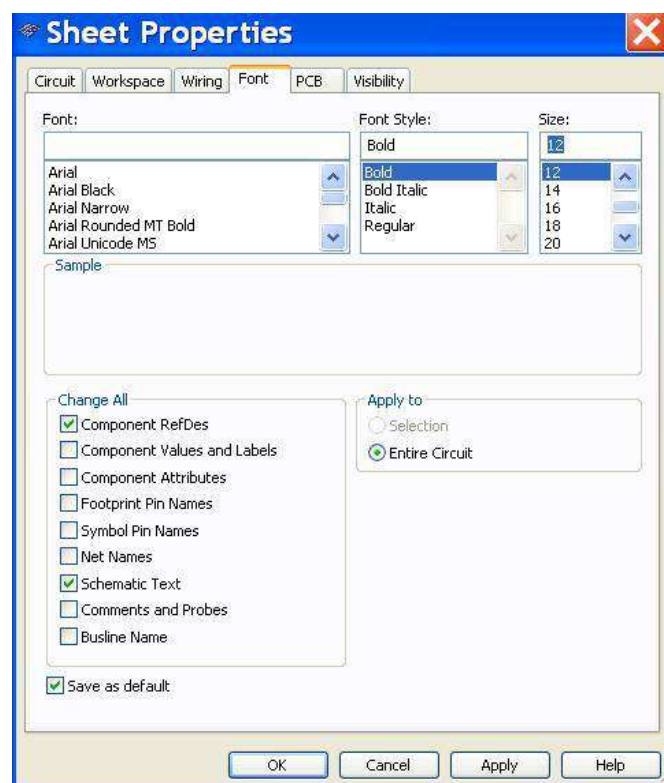 Sheet Properties
Circuit Workspace Wiring Font PCB Visibility
Font: Font Style: Size:
Bold 12
Arial Bold 12
Arial Black Bold Italic 14
Arial Narrow Italic 16
Arial Rounded MT Bold Regular 18
Arial Unicode MS 20
Sample
Change All Apply to
Component RefDes Selection
Component Values and Labels Entire Circuit
Component Attributes
Footprint Pin Names
Symbol Pin Names
Net Names
Schematic Text
Comments and Probes
Busline Name
Save as default
OK Cancel Apply Help